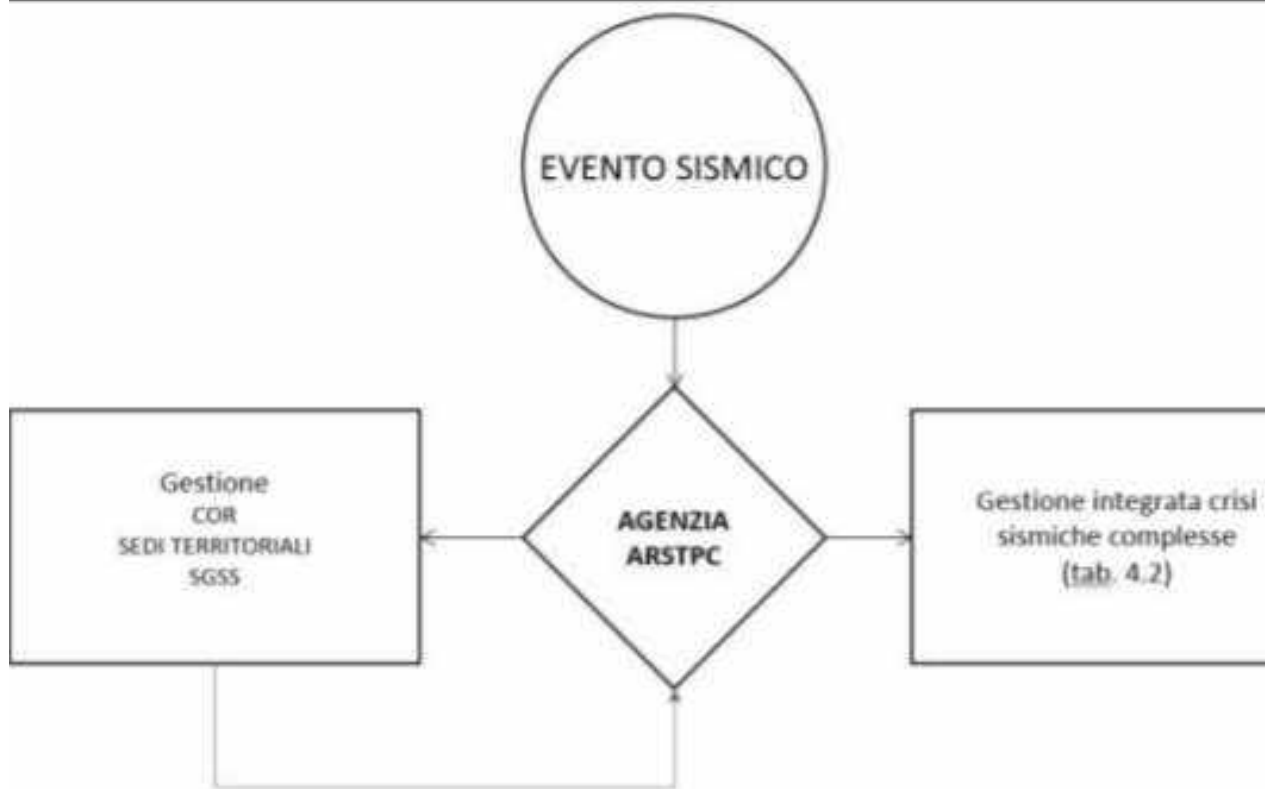 EVENTO SISMICO
Gestione
COR
SEDI TERRITORIALI
SGSS
AGENZIA
ARSTPC
Gestione integrata crisi
sismiche complesse
(tab. 4.2)